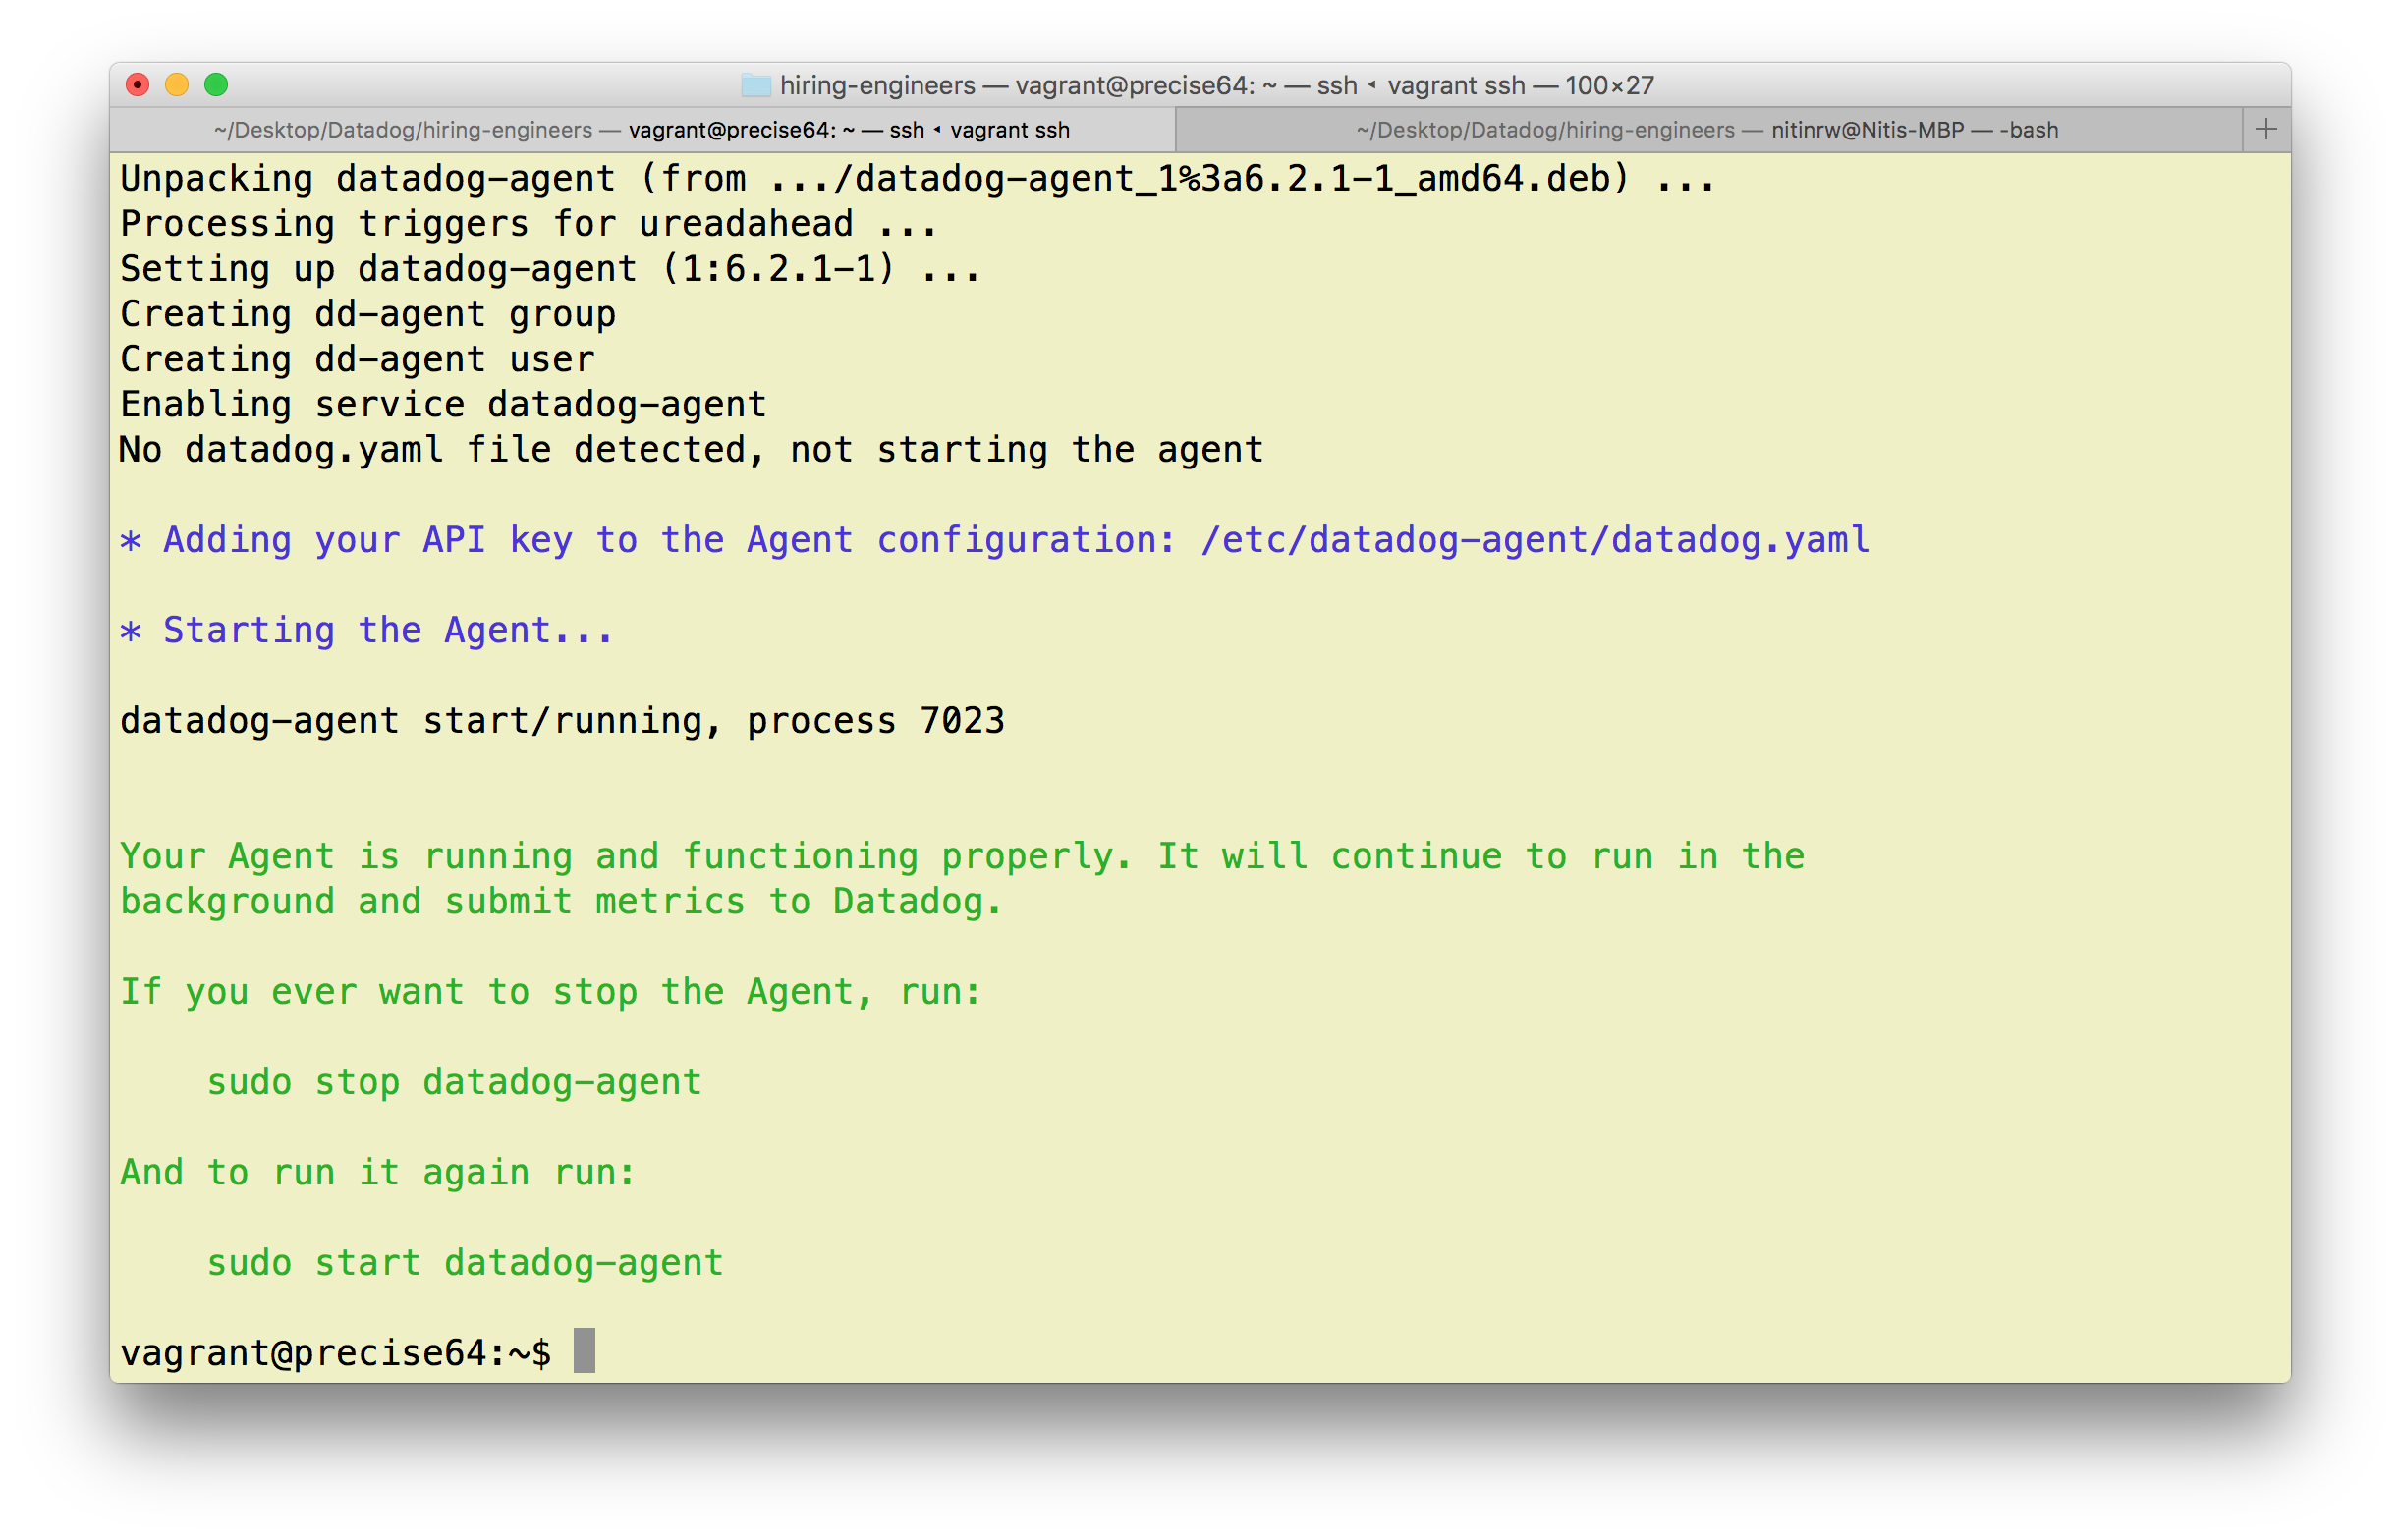 hiring-engineers — vagrant@precise64: ~ — ssh ◂ vagrant ssh — 100×27
~/Desktop/Datadog/hiring-engineers — vagrant@precise64: ~ — ssh ◂ vagrant ssh
~/Desktop/Datadog/hiring-engineers — nitinrw@Nitis-MBP — -bash
Unpacking datadog-agent (from .../datadog-agent_1%3a6.2.1-1_amd64.deb) ...
Processing triggers for ureadahead ...
Setting up datadog-agent (1:6.2.1-1) ...
Creating dd-agent group
Creating dd-agent user
Enabling service datadog-agent
No datadog.yaml file detected, not starting the agent
* Adding your API key to the Agent configuration: /etc/datadog-agent/datadog.yaml
* Starting the Agent...
datadog-agent start/running, process 7023
Your Agent is running and functioning properly. It will continue to run in the
background and submit metrics to Datadog.
If you ever want to stop the Agent, run:
sudo stop datadog-agent
And to run it again run:
sudo start datadog-agent
vagrant@precise64:~$